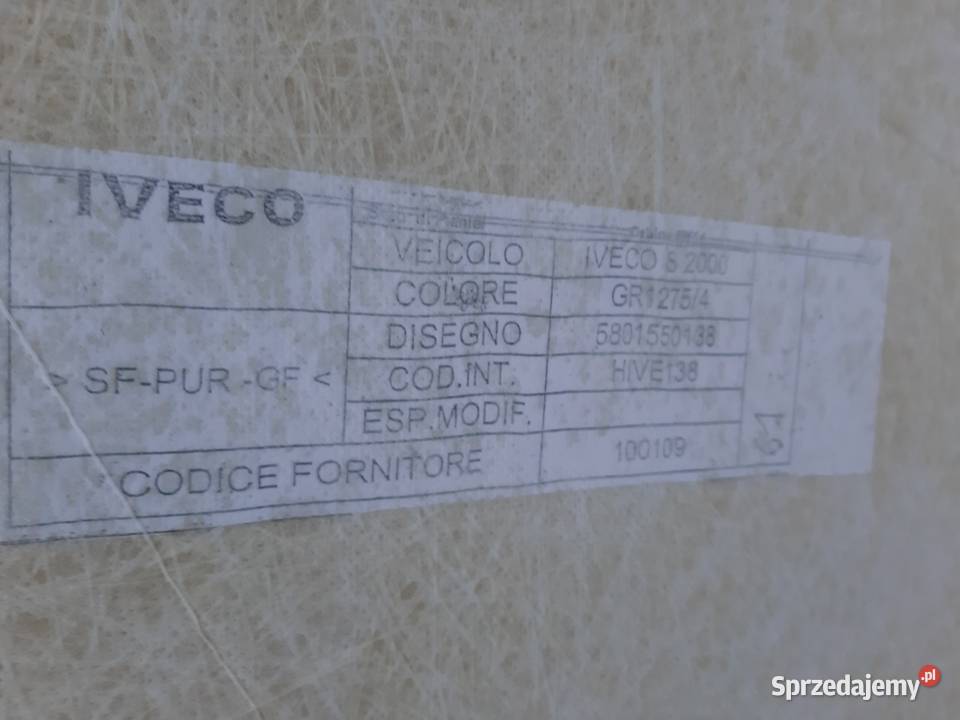 IVECO
VEICOLO IVECO S 2000
COLORE GR1275/4
DISEGNO 5801550138
> SF-PUR -GF <
COD.INT. HIVE138
ESP.MODIF.
CODICE FORNITORE 100109
61
Sprzedajemy.pl